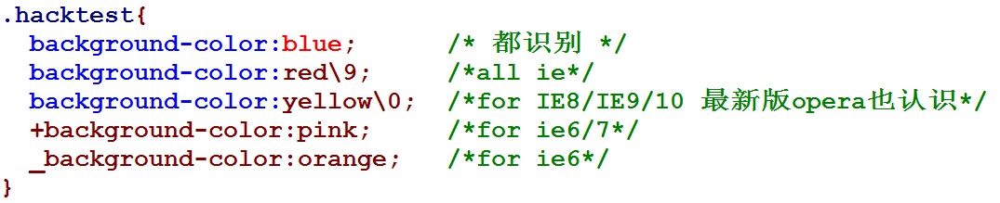 .hacktest{
background-color:blue; /* 都识别 */
background-color:red\9; /*all ie*/
background-color:yellow\0; /*for IE8/IE9/10 最新版opera也认识*/
+background-color:pink; /*for ie6/7*/
_background-color:orange; /*for ie6*/
}